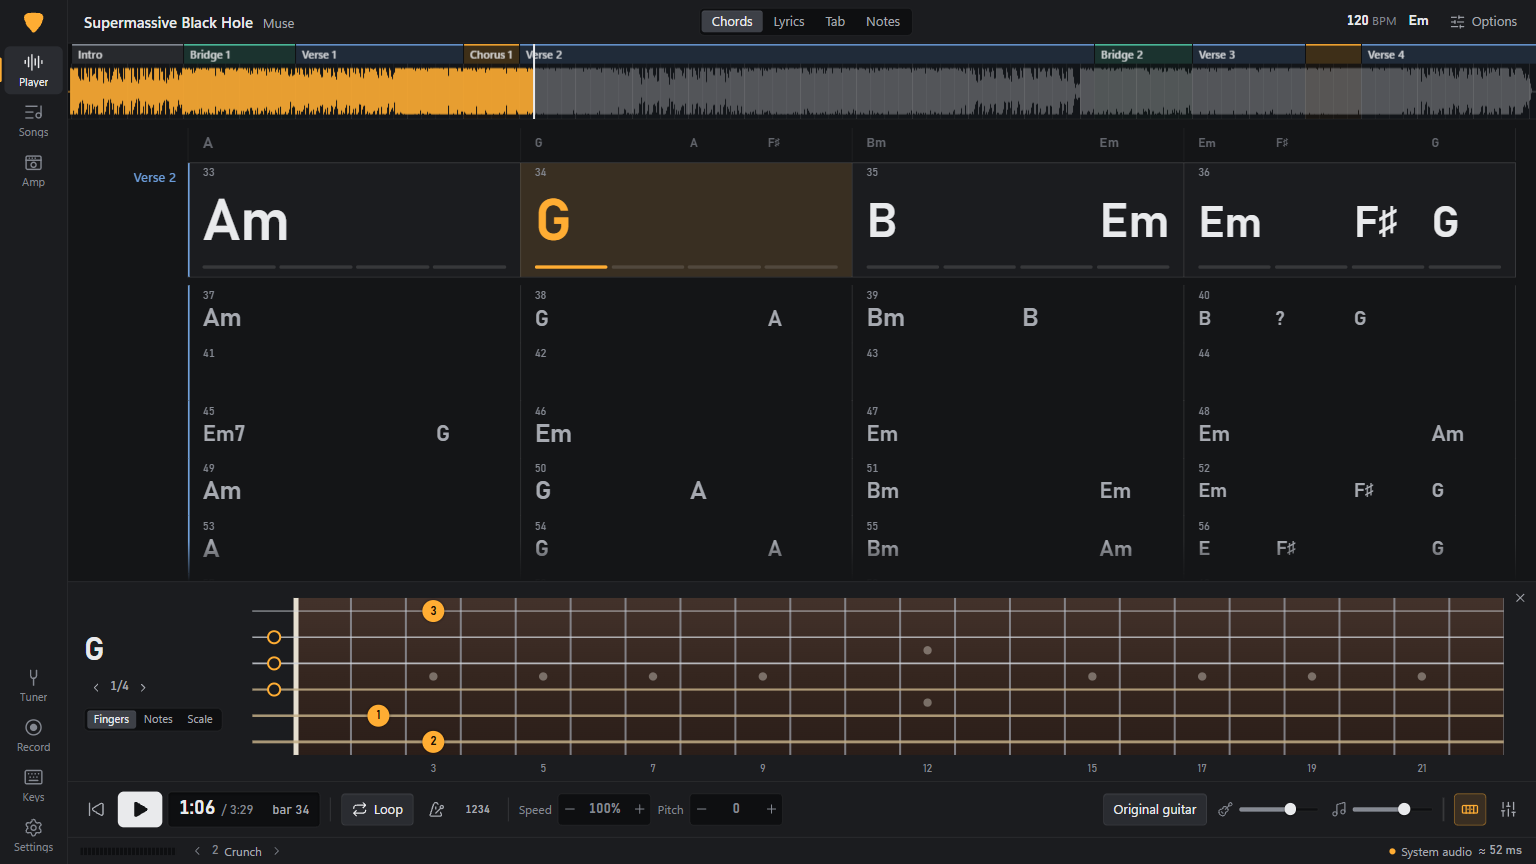 Supermassive Black Hole Muse
Chords Lyrics Tab Notes
120 BPM Em Options
Player
Songs
Amp
Tuner
Record
Keys
Settings
Intro Bridge 1 Verse 1 Chorus 1 Verse 2 Bridge 2 Verse 3 Verse 4
A G A F♯ Bm Em Em F♯ G
Verse 2
33 34 35 36
Am G B Em Em F♯ G
37 38 39 40
Am G A Bm B B ? G
41 42 43 44
45 46 47 48
Em7 G Em Em Em Am
49 50 51 52
Am G A Bm Em Em F♯ G
53 54 55 56
A G A Bm Am E F♯ G
G
1/4
Fingers Notes Scale
3
1
2
3 5 7 9 12 15 17 19 21
1:06 / 3:29 bar 34 Loop 1234 Speed − 100% + Pitch − 0 + Original guitar
2 Crunch System audio ≈ 52 ms